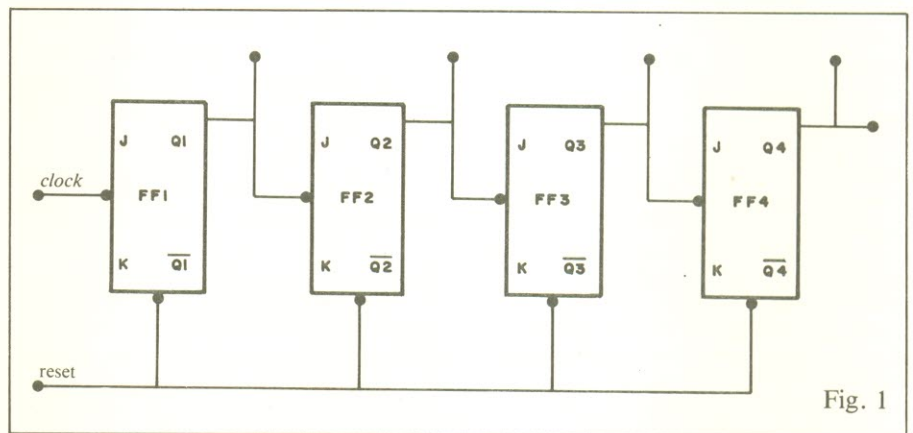 J Q1
J Q2
J Q3
J Q4
clock
FF1
FF2
FF3
FF4
K Q1̅
K Q2̅
K Q3̅
K Q4̅
reset
Fig. 1